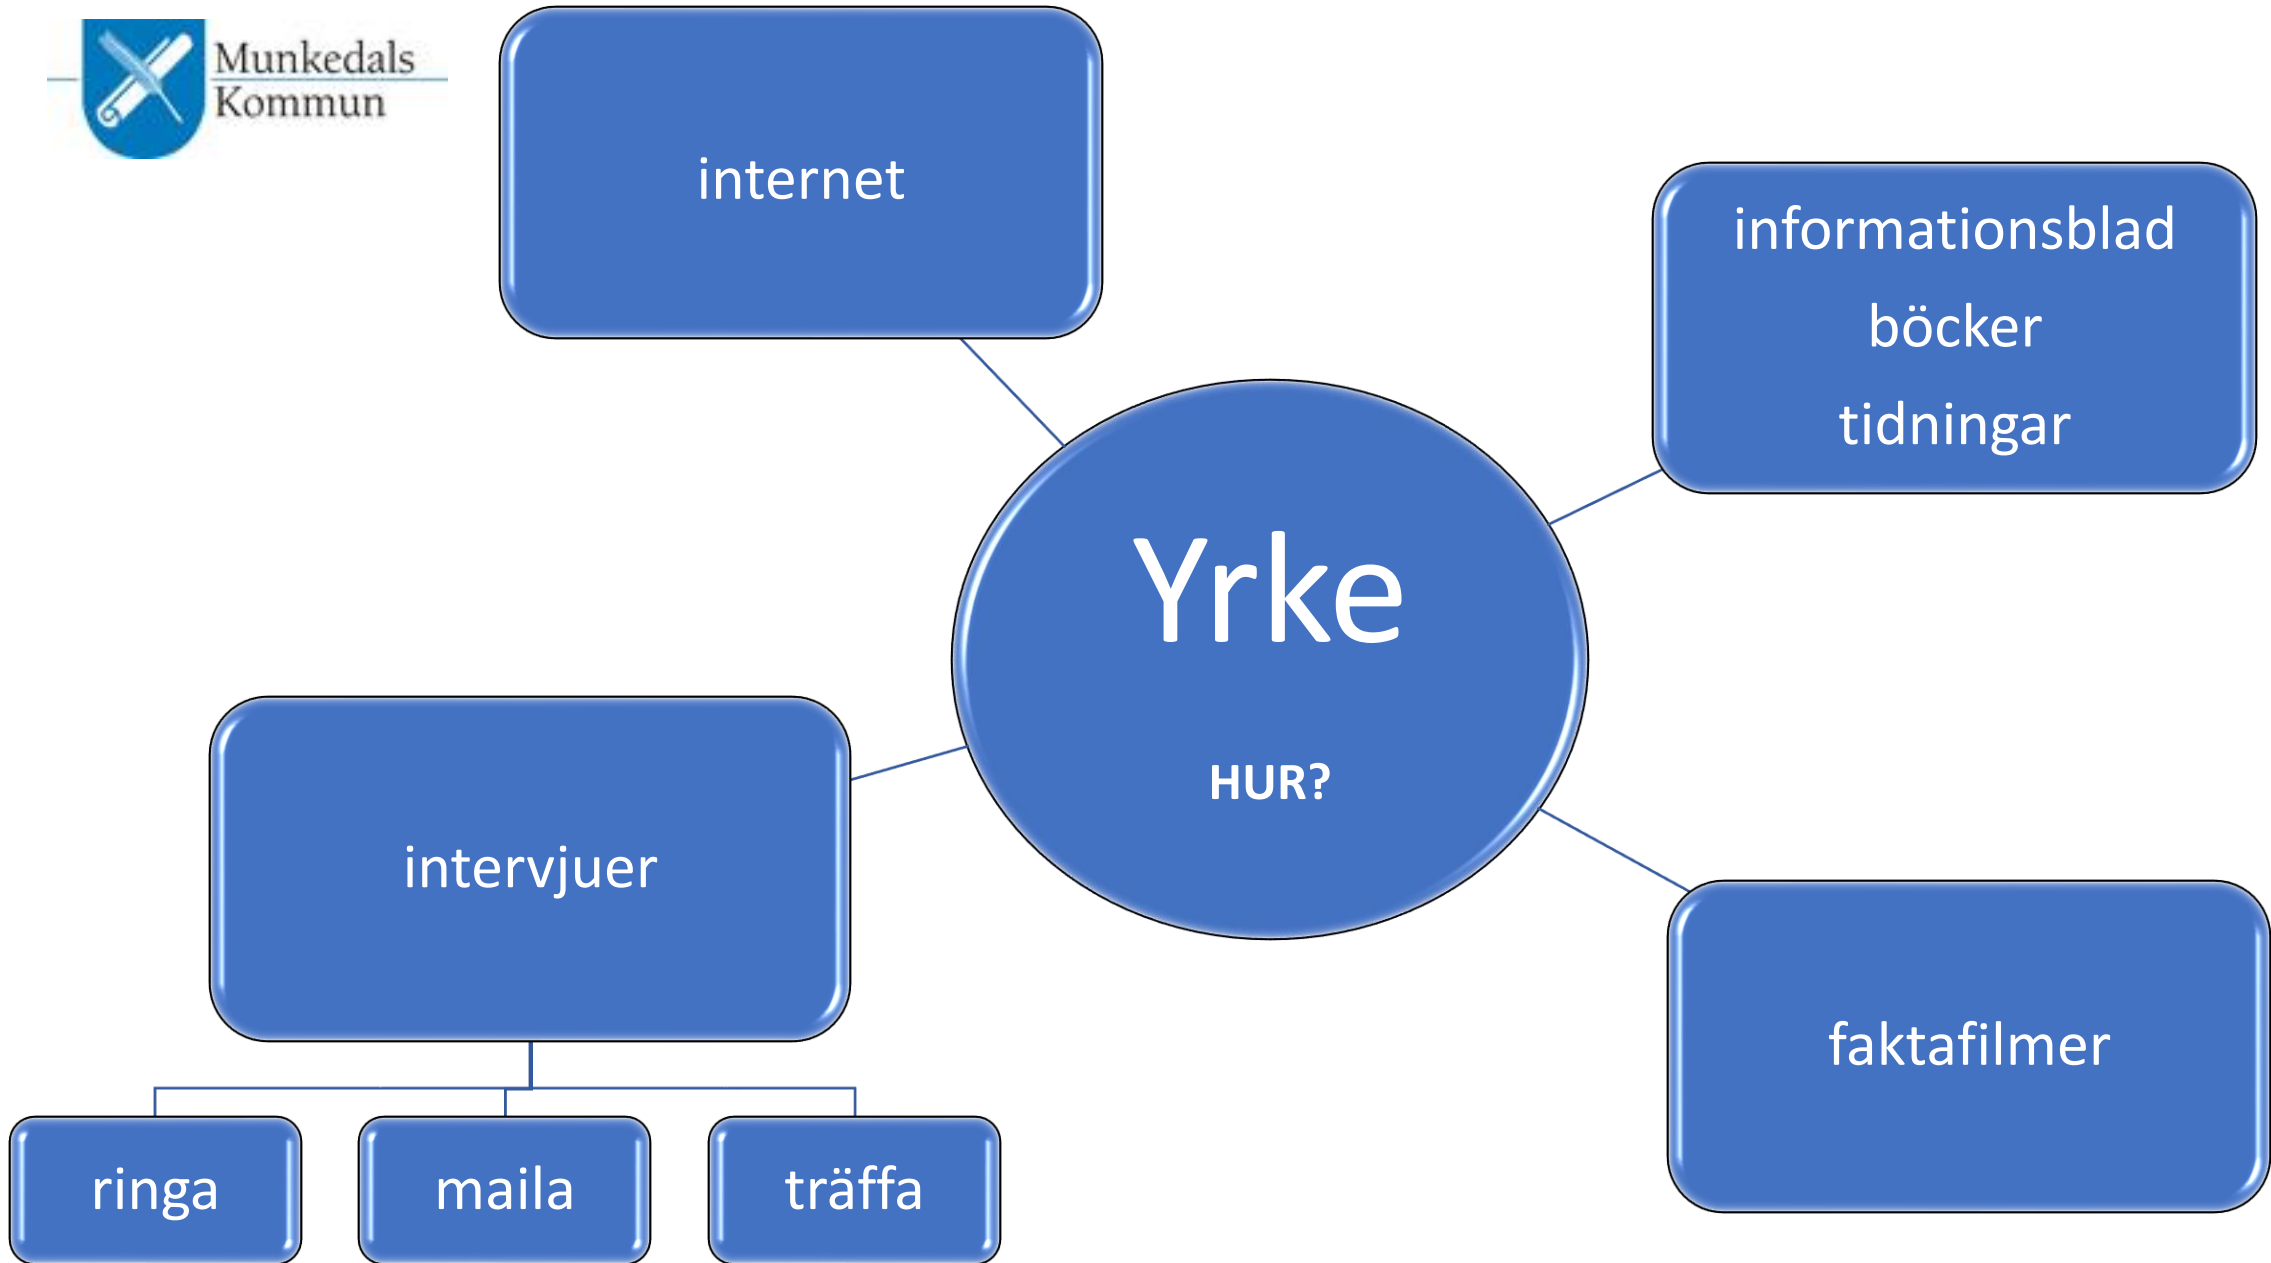 Munkedals
Kommun
internet
informationsblad
böcker
tidningar
Yrke
HUR?
intervjuer
faktafilmer
ringa
maila
träffa